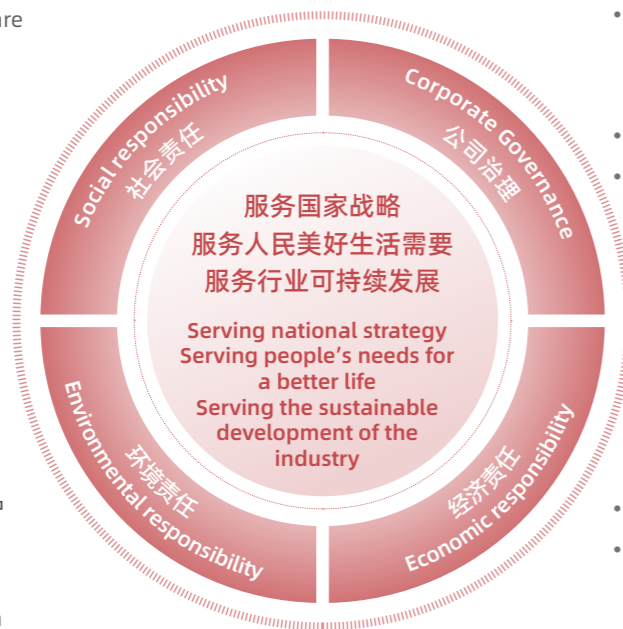 are
Social responsibility
社会责任
Corporate Governance
公司治理
服务国家战略
服务人民美好生活需要
服务行业可持续发展
Serving national strategy
Serving people's needs for
a better life
Serving the sustainable
development of the
industry
环境责任
Environmental responsibility
经济责任
Economic responsibility